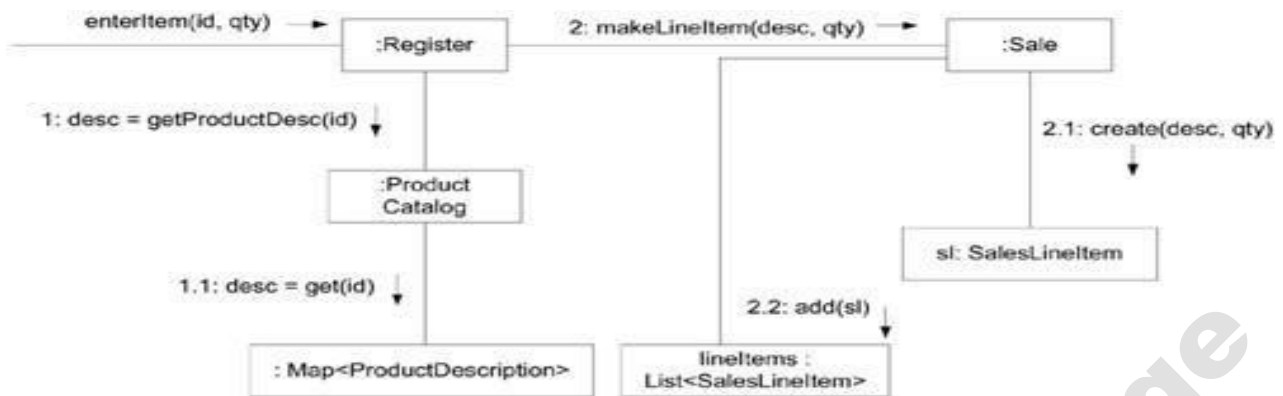 enterItem(id, qty)
:Register
2: makeLineItem(desc, qty)
:Sale
1: desc = getProductDesc(id)
2.1: create(desc, qty)
:Product
Catalog
sl: SalesLineItem
1.1: desc = get(id)
2.2: add(sl)
: Map<ProductDescription>
lineItems :
List<SalesLineItem>
ge